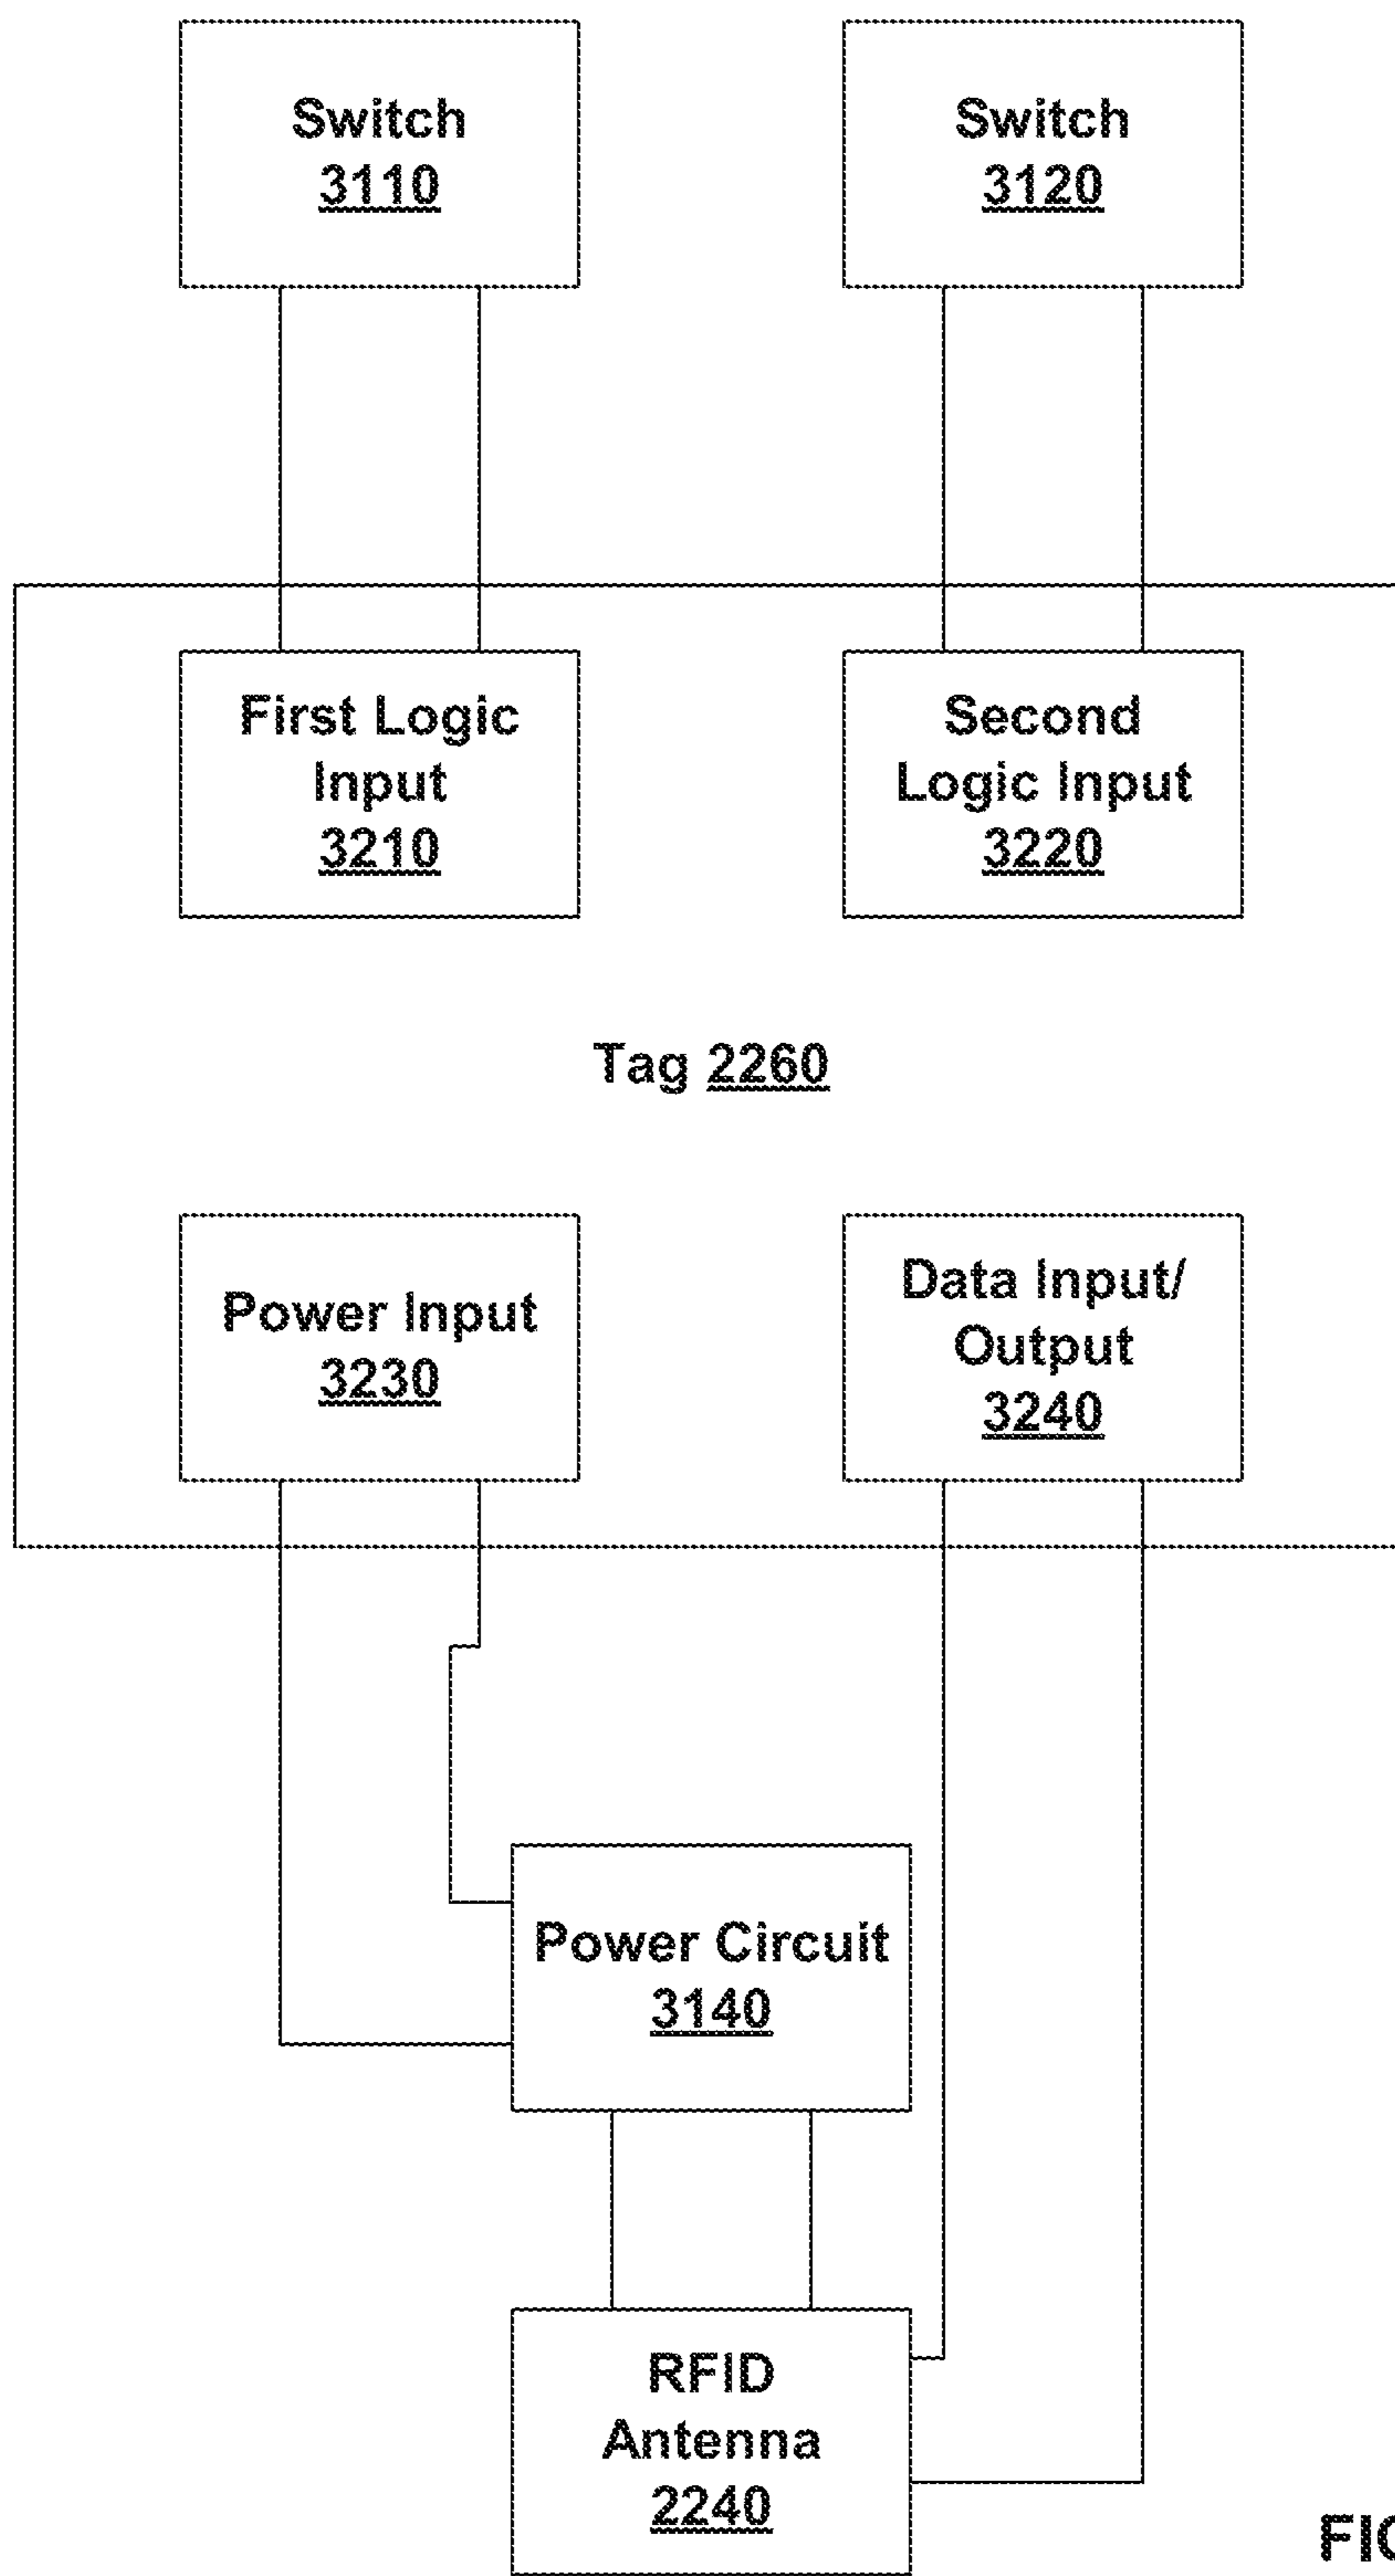 Switch
3110
Switch
3120
First Logic
Input
3210
Second
Logic Input
3220
Tag 2260
Power Input
3230
Data Input/
Output
3240
Power Circuit
3140
RFID
Antenna
2240